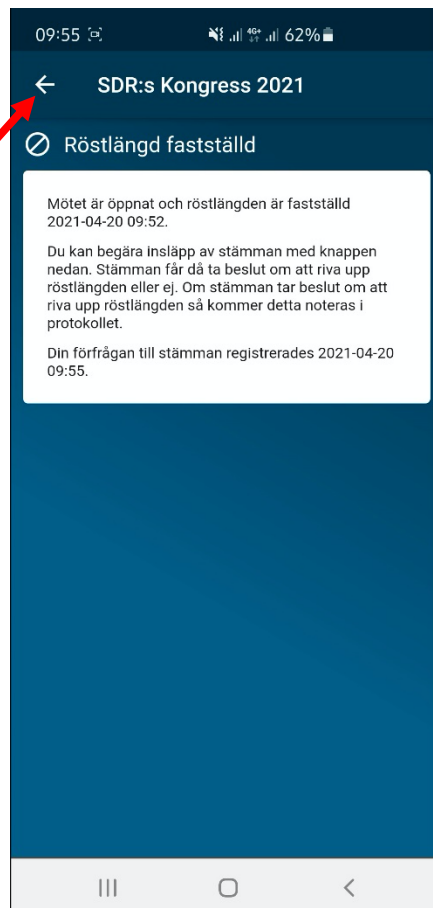 09:55 4G+ 62%
SDR:s Kongress 2021
Röstlängd fastställd
Mötet är öppnat och röstlängden är fastställd
2021-04-20 09:52.
Du kan begära insläpp av stämman med knappen
nedan. Stämman får då ta beslut om att riva upp
röstlängden eller ej. Om stämman tar beslut om att
riva upp röstlängden så kommer detta noteras i
protokollet.
Din förfrågan till stämman registrerades 2021-04-20
09:55.